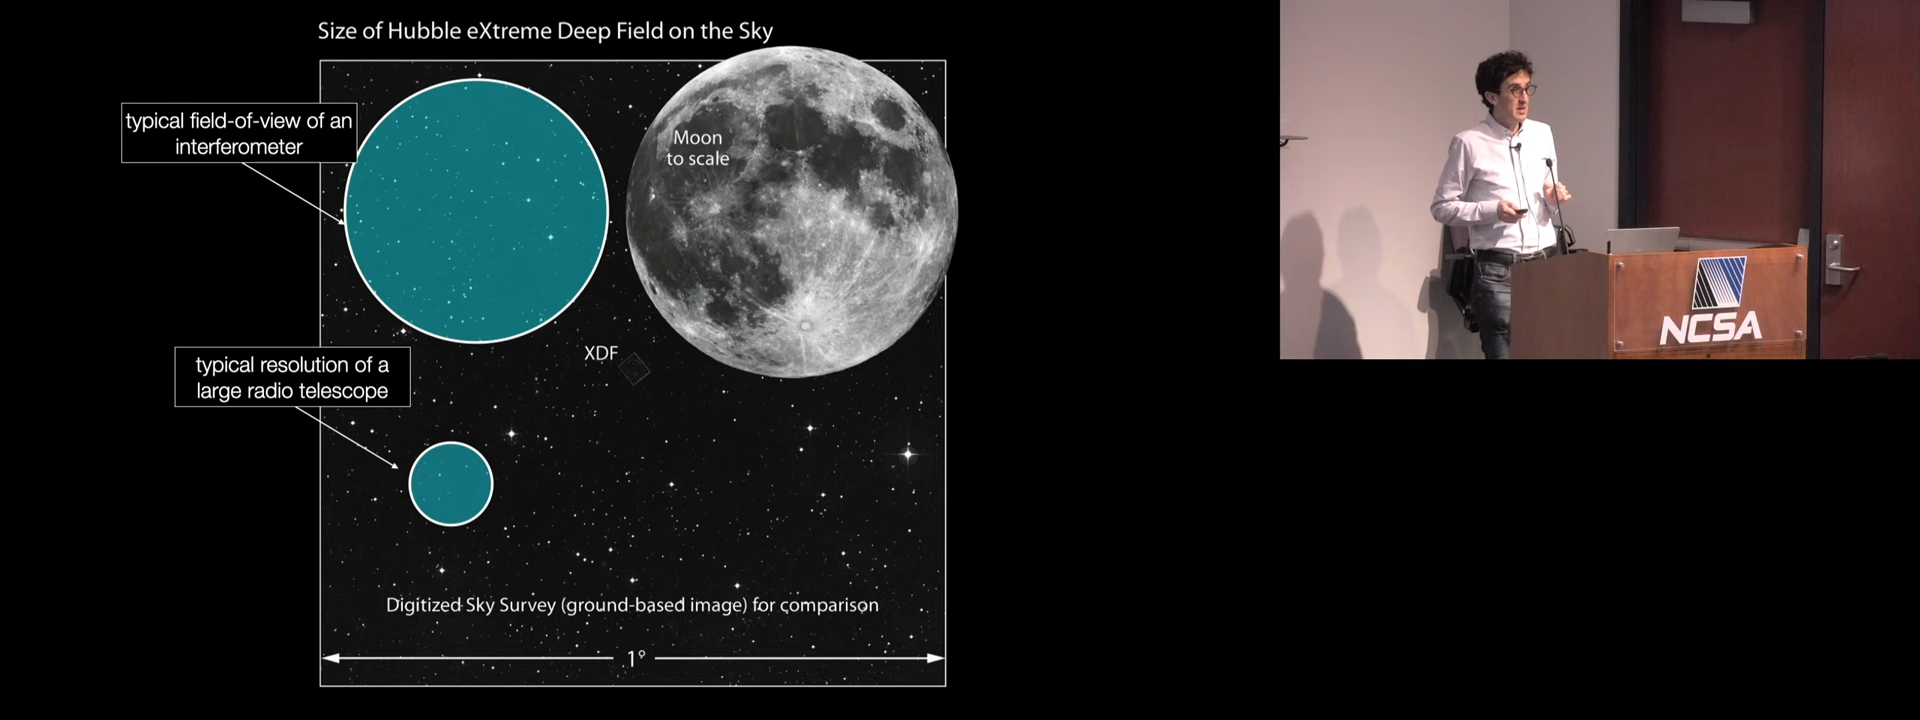 Size of Hubble eXtreme Deep Field on the Sky
typical field-of-view of an
interferometer
Moon
to scale
XDF
typical resolution of a
large radio telescope
Digitized Sky Survey (ground-based image) for comparison
1°
NCSA